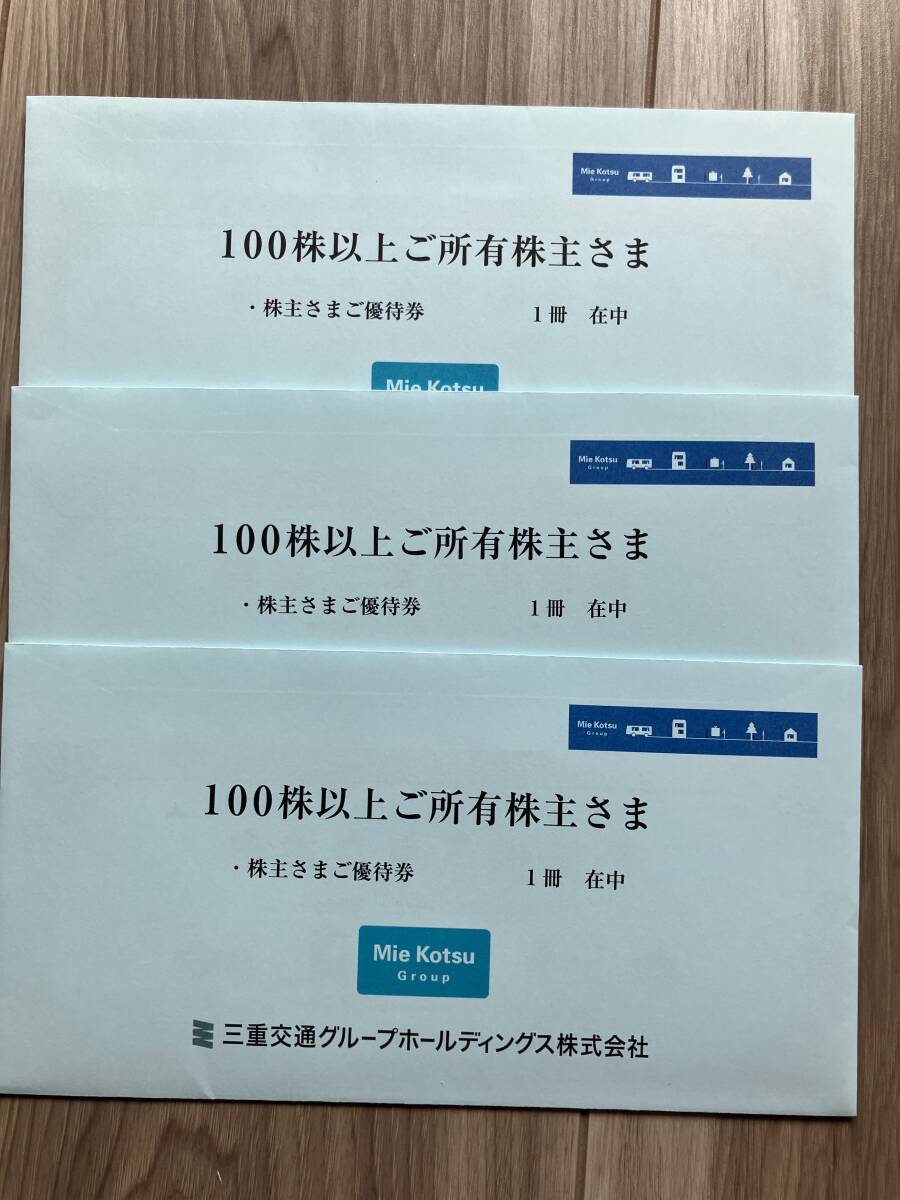 Mie Kotsu
Group
100株以上ご所有株主さま
・株主さまご優待券 1冊 在中
Mie Kotsu
Mie Kotsu
Group
100株以上ご所有株主さま
・株主さまご優待券 1冊 在中
Mie Kotsu
Group
100株以上ご所有株主さま
・株主さまご優待券 1冊 在中
Mie Kotsu
Group
三重交通グループホールディングス株式会社